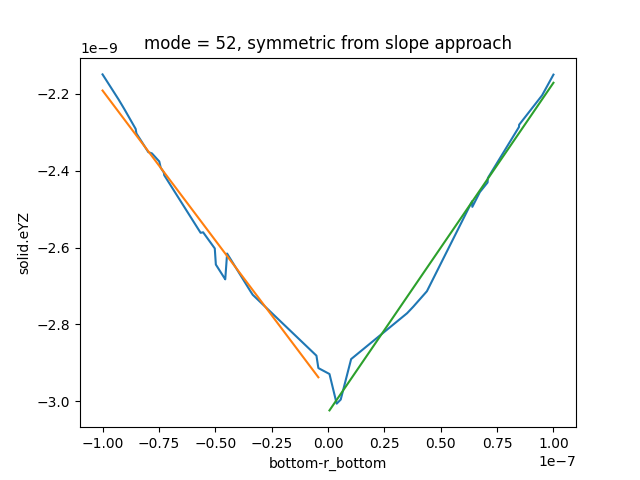 mode = 52, symmetric from slope approach
1e−9
−2.2
−2.4
−2.6
−2.8
−3.0
solid.eYZ
−1.00 −0.75 −0.50 −0.25 0.00 0.25 0.50 0.75 1.00
1e−7
bottom-r_bottom